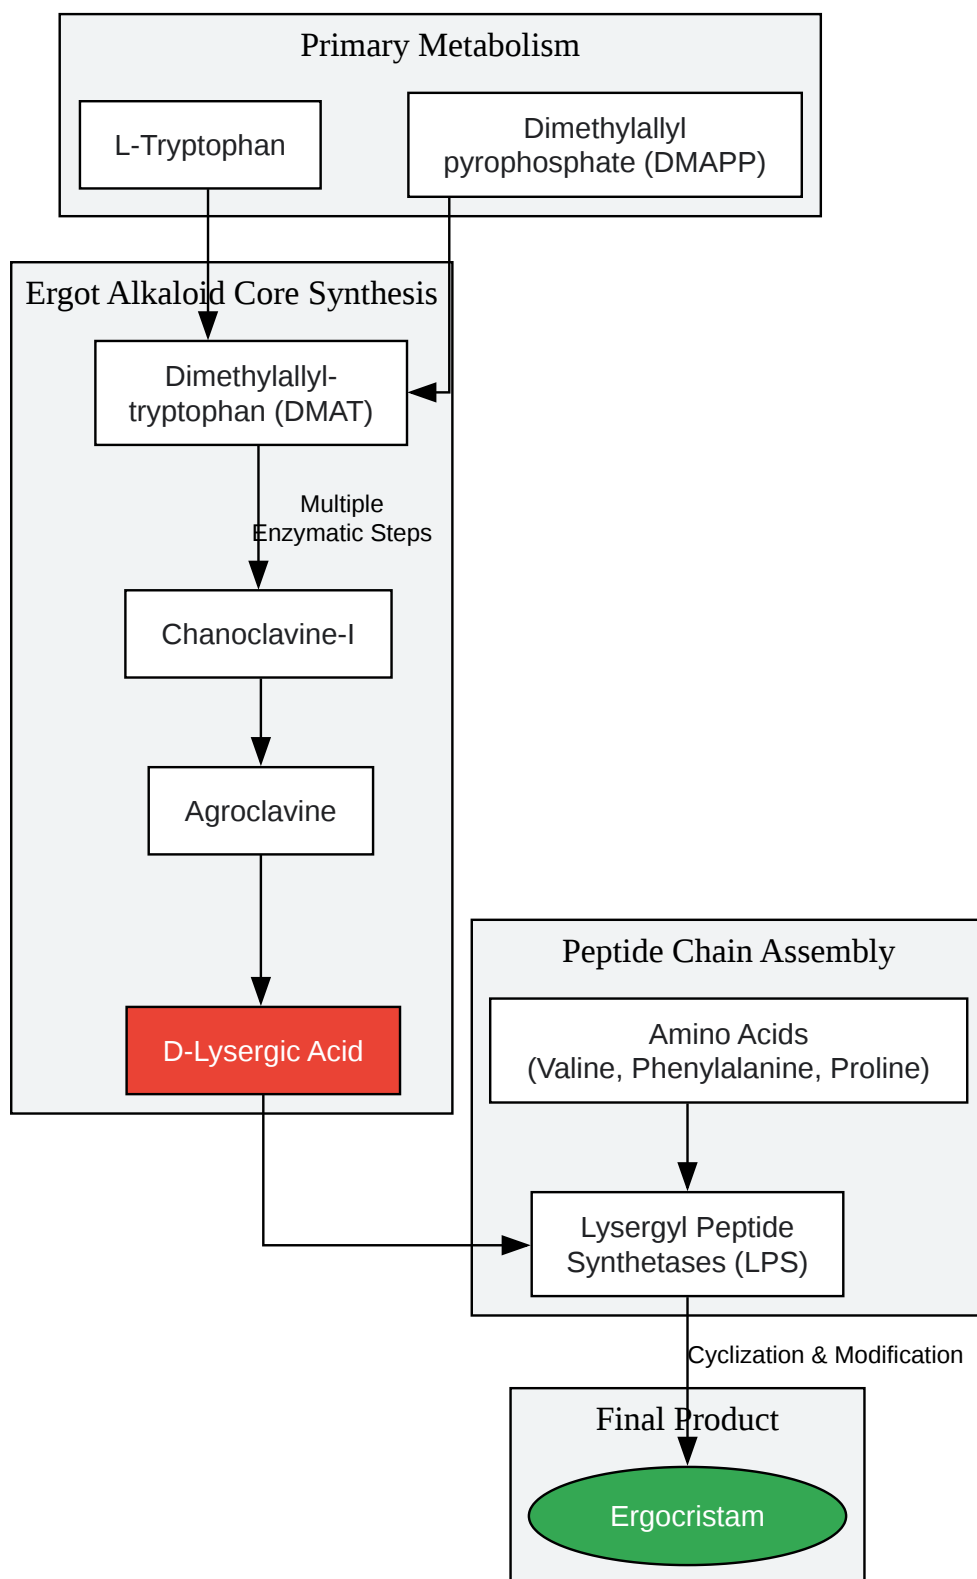 Primary Metabolism
L-Tryptophan
Dimethylallyl
pyrophosphate (DMAPP)
Ergot Alkaloid Core Synthesis
Dimethylallyl-
tryptophan (DMAT)
Multiple
Enzymatic Steps
Chanoclavine-I
Agroclavine
D-Lysergic Acid
Peptide Chain Assembly
Amino Acids
(Valine, Phenylalanine, Proline)
Lysergyl Peptide
Synthetases (LPS)
Cyclization & Modification
Final Product
Ergocristam